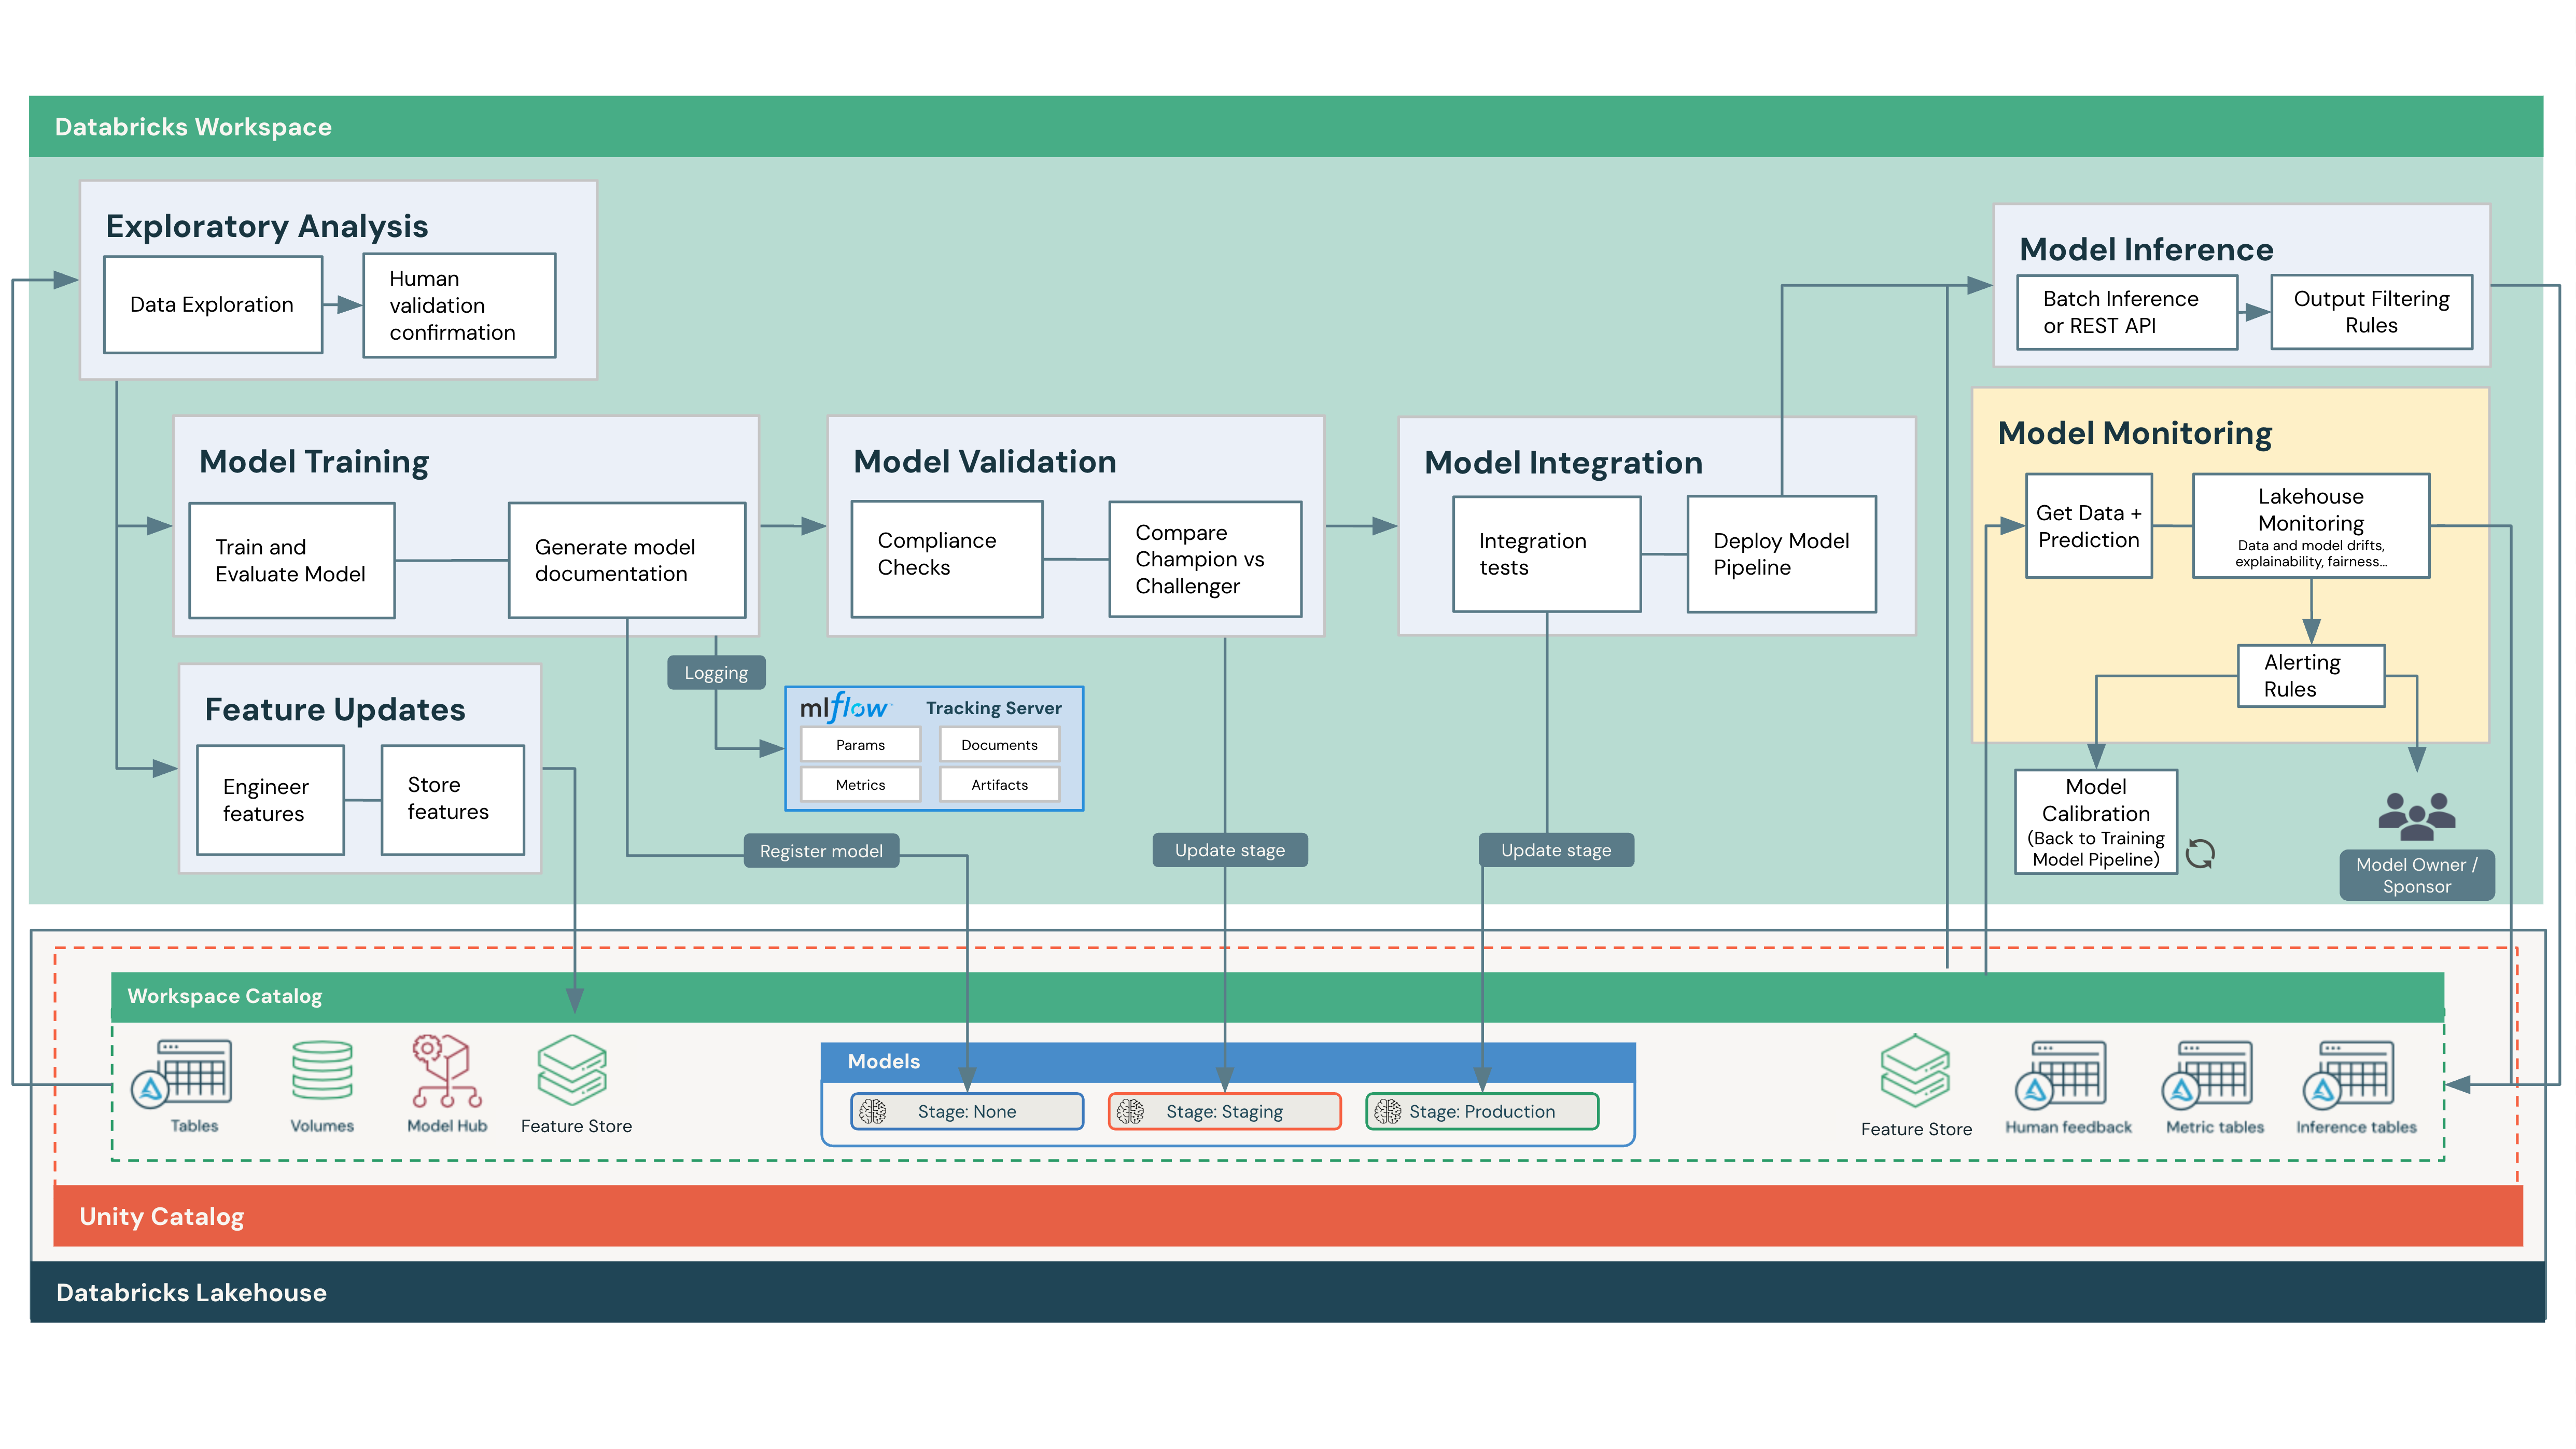 Databricks Workspace
Exploratory Analysis
Data Exploration
Human
validation
confirmation
Model Inference
Batch Inference
or REST API
Output Filtering
Rules
Model Training
Train and
Evaluate Model
Generate model
documentation
Model Validation
Compliance
Checks
Compare
Champion vs
Challenger
Model Integration
Integration
tests
Deploy Model
Pipeline
Model Monitoring
Get Data +
Prediction
Lakehouse
Monitoring
Data and model drifts,
explainability, fairness...
Alerting
Rules
Logging
Feature Updates
Engineer
features
Store
features
mlflow
Tracking Server
Params
Documents
Metrics
Artifacts
Register model
Update stage
Update stage
Model
Calibration
(Back to Training
Model Pipeline)
Model Owner /
Sponsor
Workspace Catalog
Tables
Volumes
Model Hub
Feature Store
Models
Stage: None
Stage: Staging
Stage: Production
Feature Store
Human feedback
Metric tables
Inference tables
Unity Catalog
Databricks Lakehouse